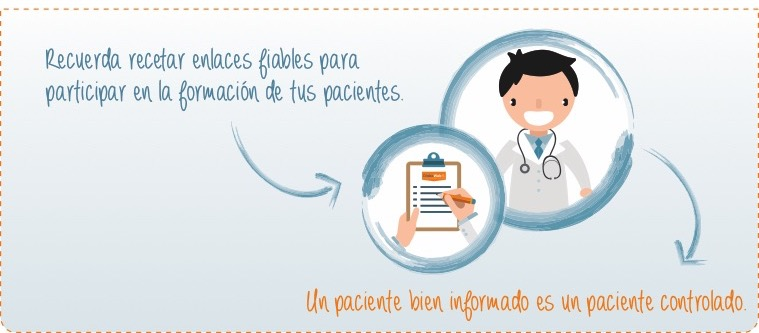 Recuerda recetar enlaces fiables para
participar en la formación de tus pacientes.
Un paciente bien informado es un paciente controlado.